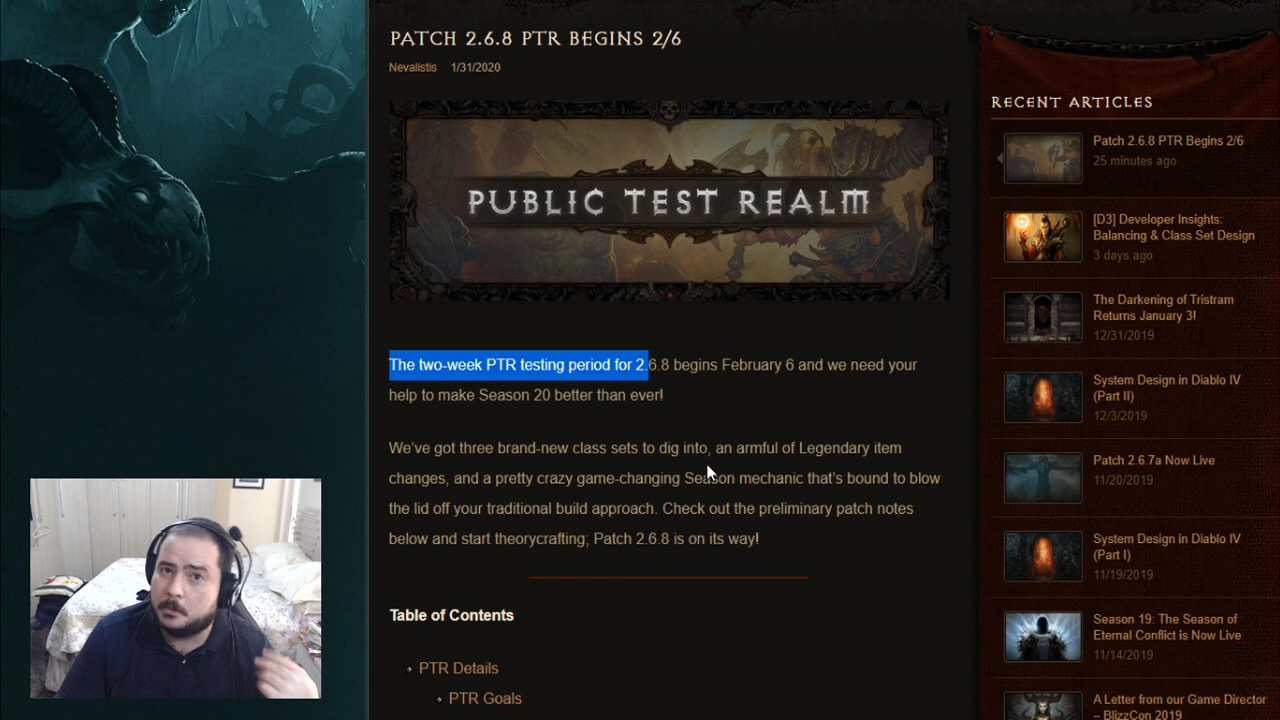 PATCH 2.6.8 PTR BEGINS 2/6
Nevalistis 1/31/2020
PUBLIC TEST REALM
The two-week PTR testing period for 2.6.8 begins February 6 and we need your
help to make Season 20 better than ever!
We’ve got three brand-new class sets to dig into, an armful of Legendary item
changes, and a pretty crazy game-changing Season mechanic that’s bound to blow
the lid off your traditional build approach. Check out the preliminary patch notes
below and start theorycrafting; Patch 2.6.8 is on its way!
Table of Contents
PTR Details
PTR Goals
RECENT ARTICLES
Patch 2.6.8 PTR Begins 2/6
25 minutes ago
[D3] Developer Insights:
Balancing & Class Set Design
3 days ago
The Darkening of Tristram
Returns January 3!
12/31/2019
System Design in Diablo IV
(Part II)
12/3/2019
Patch 2.6.7a Now Live
11/20/2019
System Design in Diablo IV
(Part I)
11/19/2019
Season 19: The Season of
Eternal Conflict is Now Live
11/14/2019
A Letter from our Game Director
– BlizzCon 2019